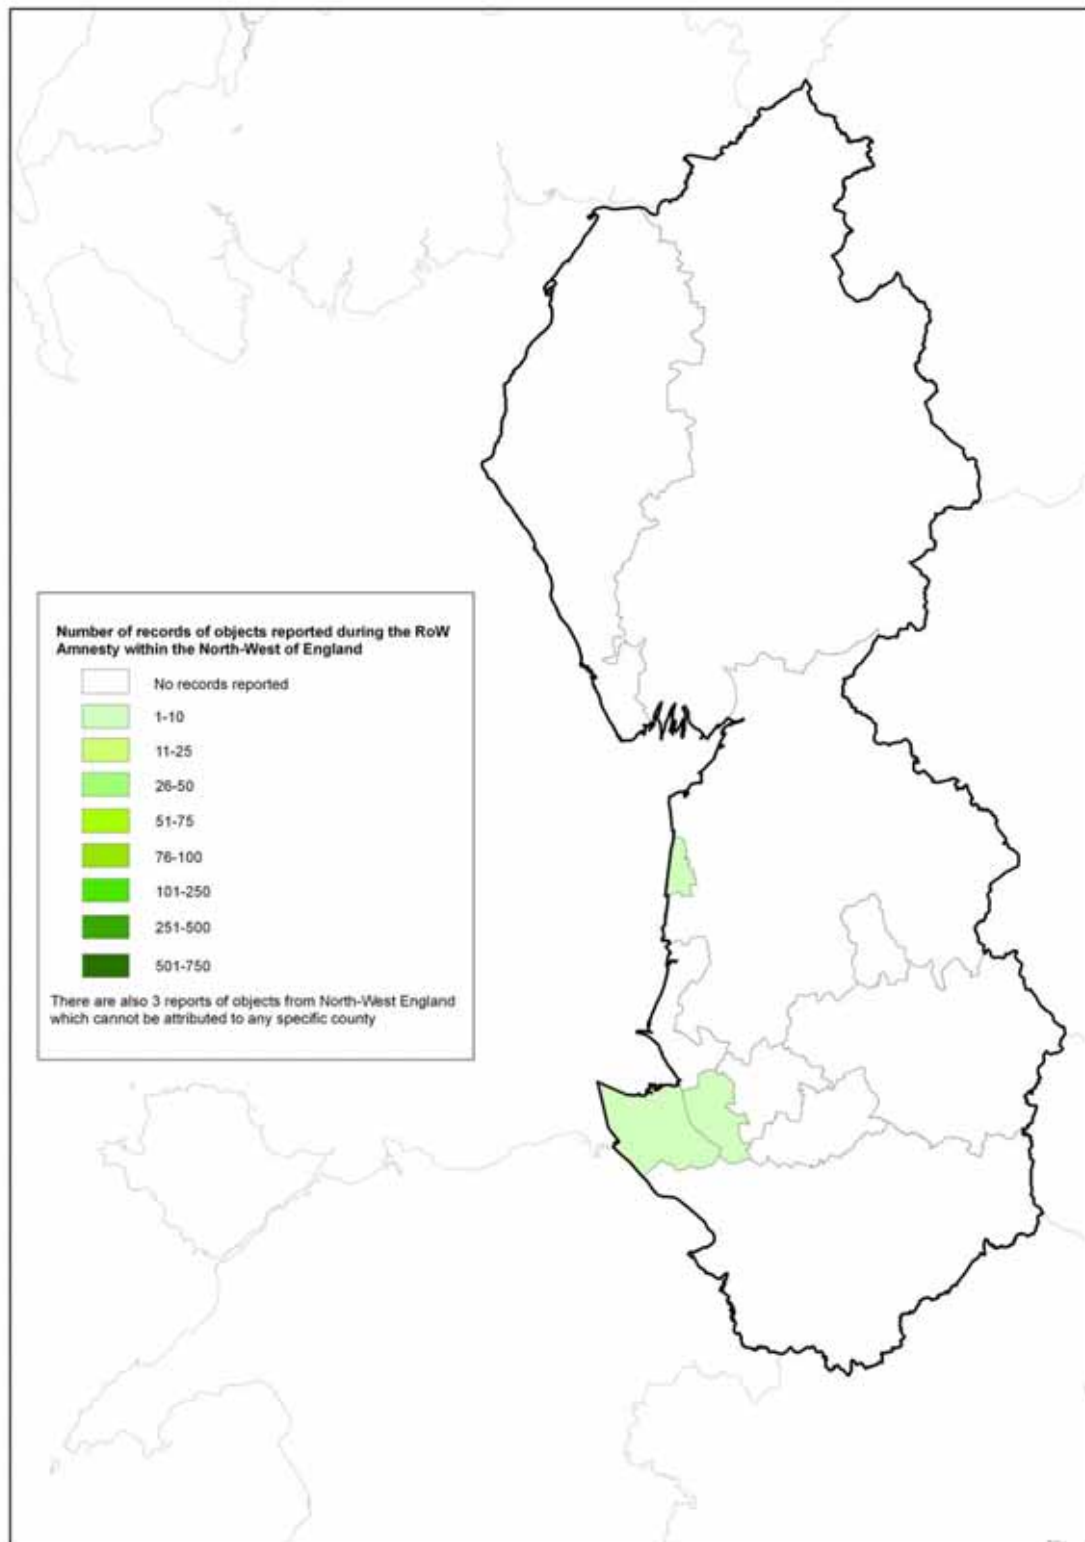 Number of records of objects reported during the RoW
Amnesty within the North-West of England
No records reported
1-10
11-25
26-50
51-75
76-100
101-250
251-500
501-750
There are also 3 reports of objects from North-West England
which cannot be attributed to any specific county